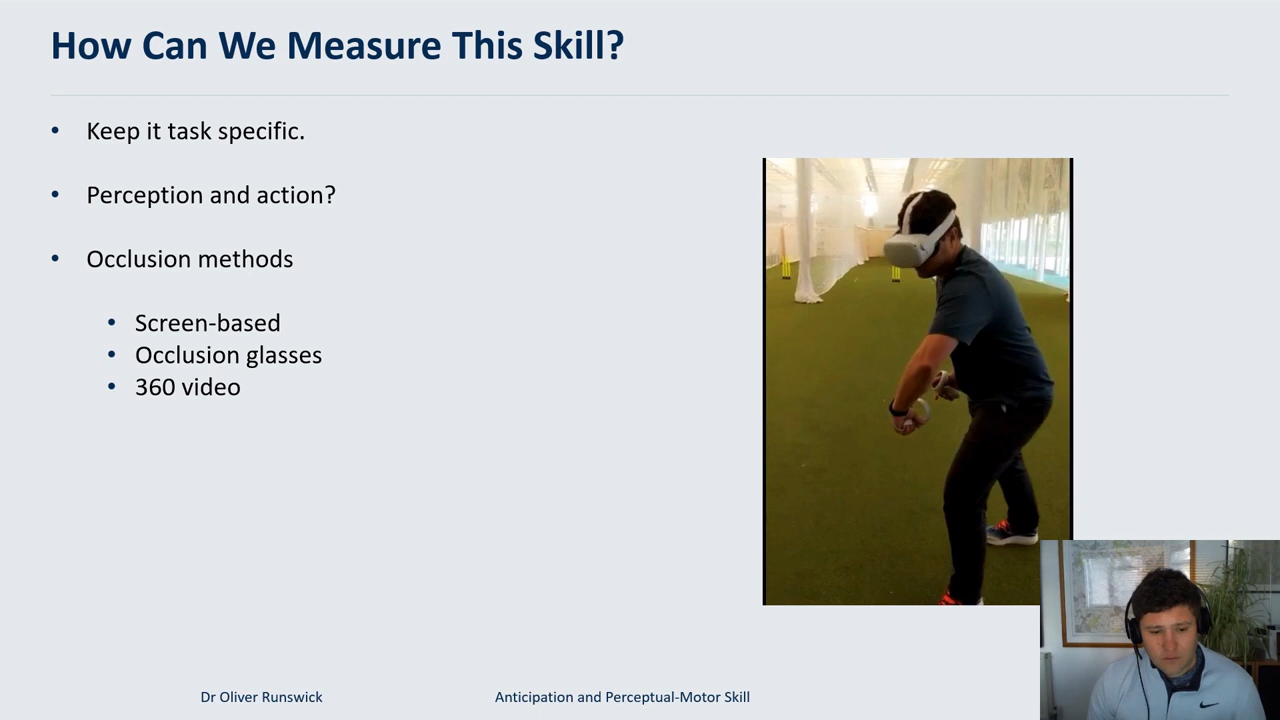 How Can We Measure This Skill?
• Keep it task specific.
• Perception and action?
• Occlusion methods
• Screen-based
• Occlusion glasses
• 360 video
Dr Oliver Runswick
Anticipation and Perceptual-Motor Skill